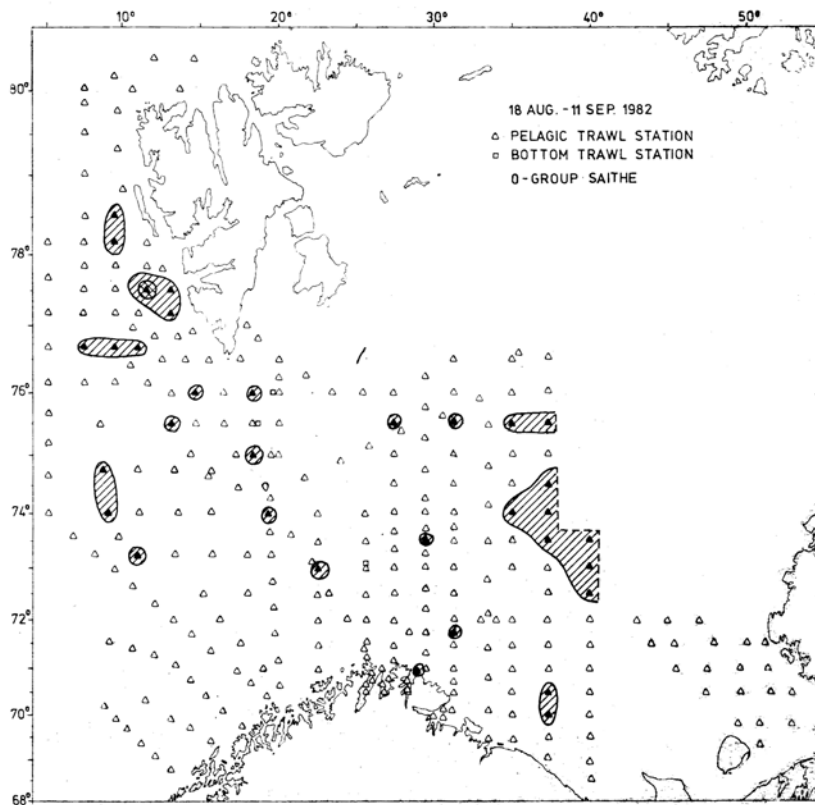 10° 20° 30° 40° 50°
80°
18 AUG. - 11 SEP. 1982
△ PELAGIC TRAWL STATION
□ BOTTOM TRAWL STATION
0-GROUP SAITHE
78°
76°
74°
72°
70°
68°